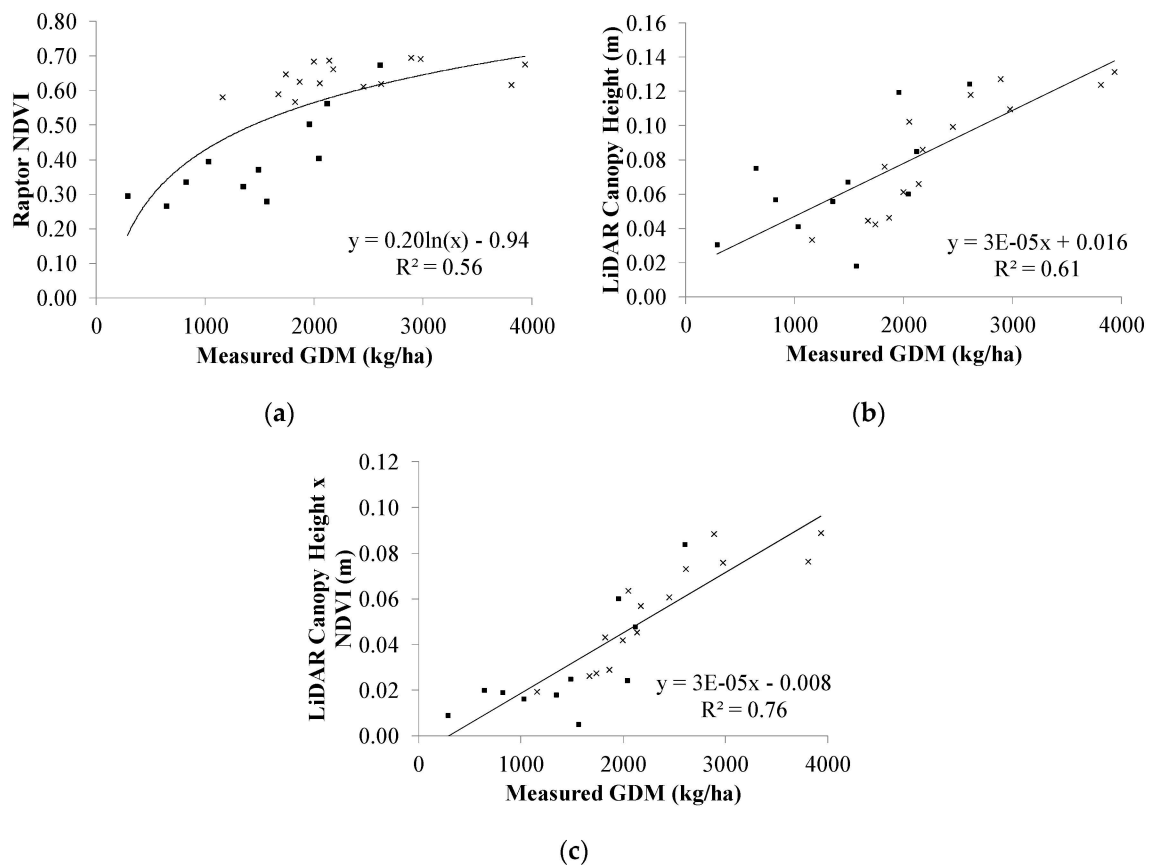 0.80
0.70
0.60
0.50
0.40
0.30
0.20
0.10
0.00
Raptor NDVI
y = 0.20ln(x) - 0.94
R² = 0.56
0 1000 2000 3000 4000
Measured GDM (kg/ha)
(a)
0.16
0.14
0.12
0.10
0.08
0.06
0.04
0.02
0.00
LiDAR Canopy Height (m)
y = 3E-05x + 0.016
R² = 0.61
0 1000 2000 3000 4000
Measured GDM (kg/ha)
(b)
0.12
0.10
0.08
0.06
0.04
0.02
0.00
LiDAR Canopy Height x
NDVI (m)
y = 3E-05x - 0.008
R² = 0.76
0 1000 2000 3000 4000
Measured GDM (kg/ha)
(c)